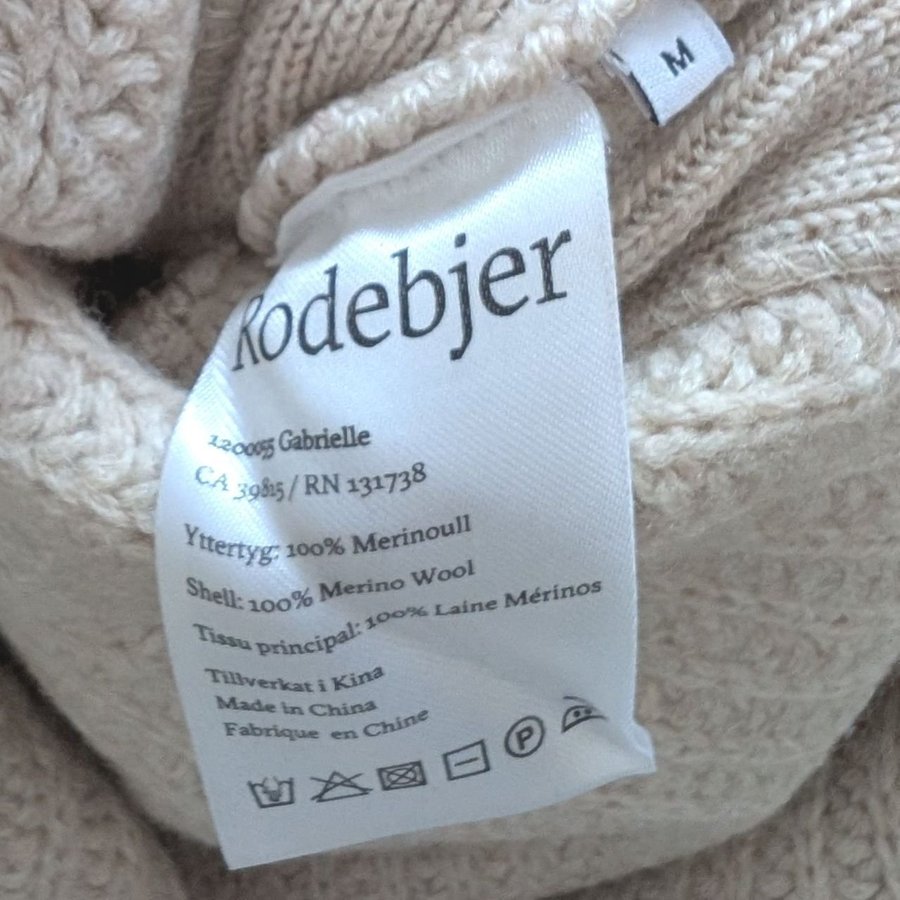 M
Rodebjer
1200055 Gabrielle
CA 39815 / RN 131738
Yttertyg: 100% Merinoull
Shell: 100% Merino Wool
Tissu principal: 100% Laine Mérinos
Tillverkat i Kina
Made in China
Fabrique en Chine
P